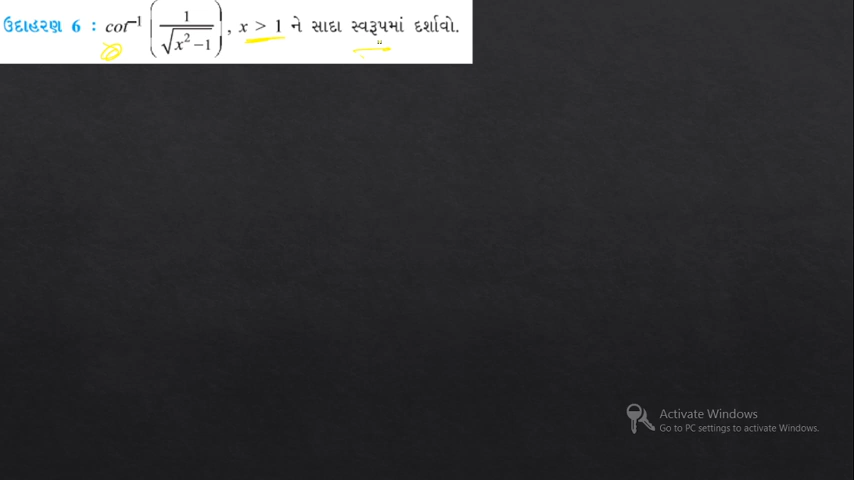 ઉદાહરણ 6 : cot⁻¹ (1/√(x² − 1)), x > 1 ને સાદા સ્વરૂપમાં દર્શાવો.
Activate Windows
Go to PC settings to activate Windows.